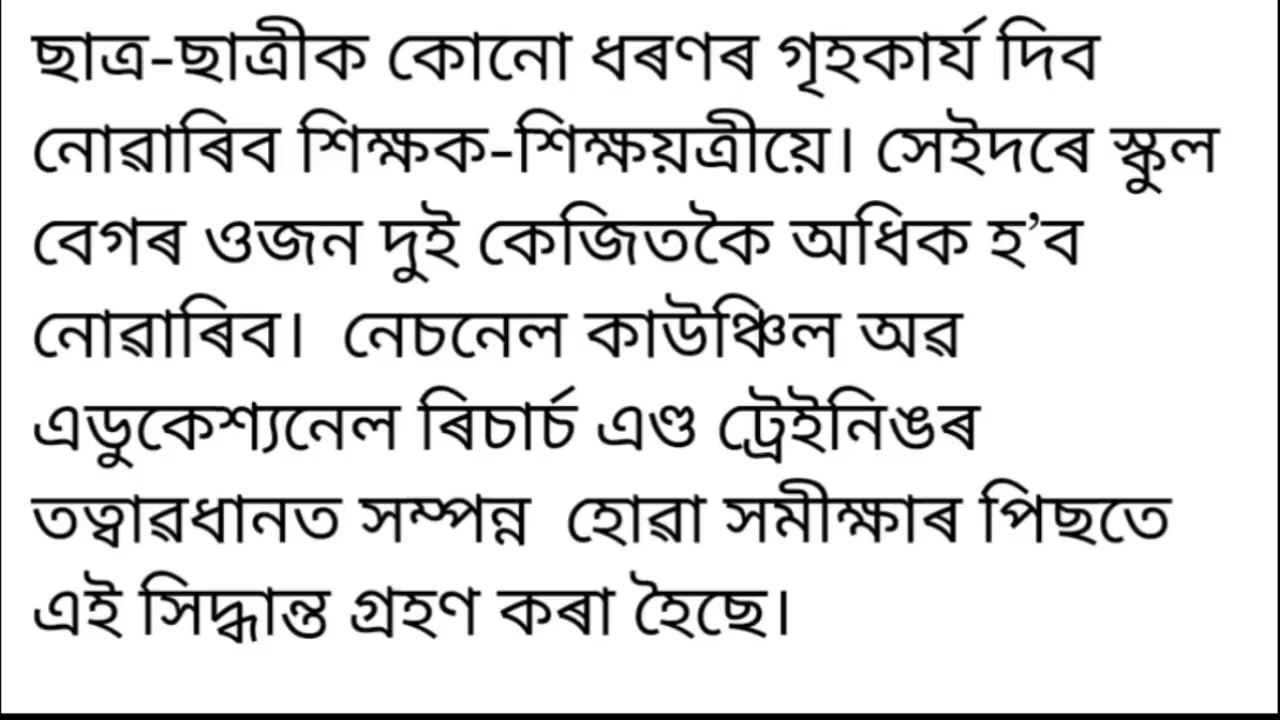 ছাত্ৰ-ছাত্ৰীক কোনো ধৰণৰ গৃহকাৰ্য দিব
নোৱাৰিব শিক্ষক-শিক্ষয়ত্ৰীয়ে। সেইদৰে স্কুল
বেগৰ ওজন দুই কেজিতকৈ অধিক হ’ব
নোৱাৰিব। নেচনেল কাউঞ্চিল অৱ
এডুকেশ্যনেল ৰিচাৰ্চ এণ্ড ট্ৰেইনিঙৰ
তত্বাৱধানত সম্পন্ন হোৱা সমীক্ষাৰ পিছতে
এই সিদ্ধান্ত গ্ৰহণ কৰা হৈছে।